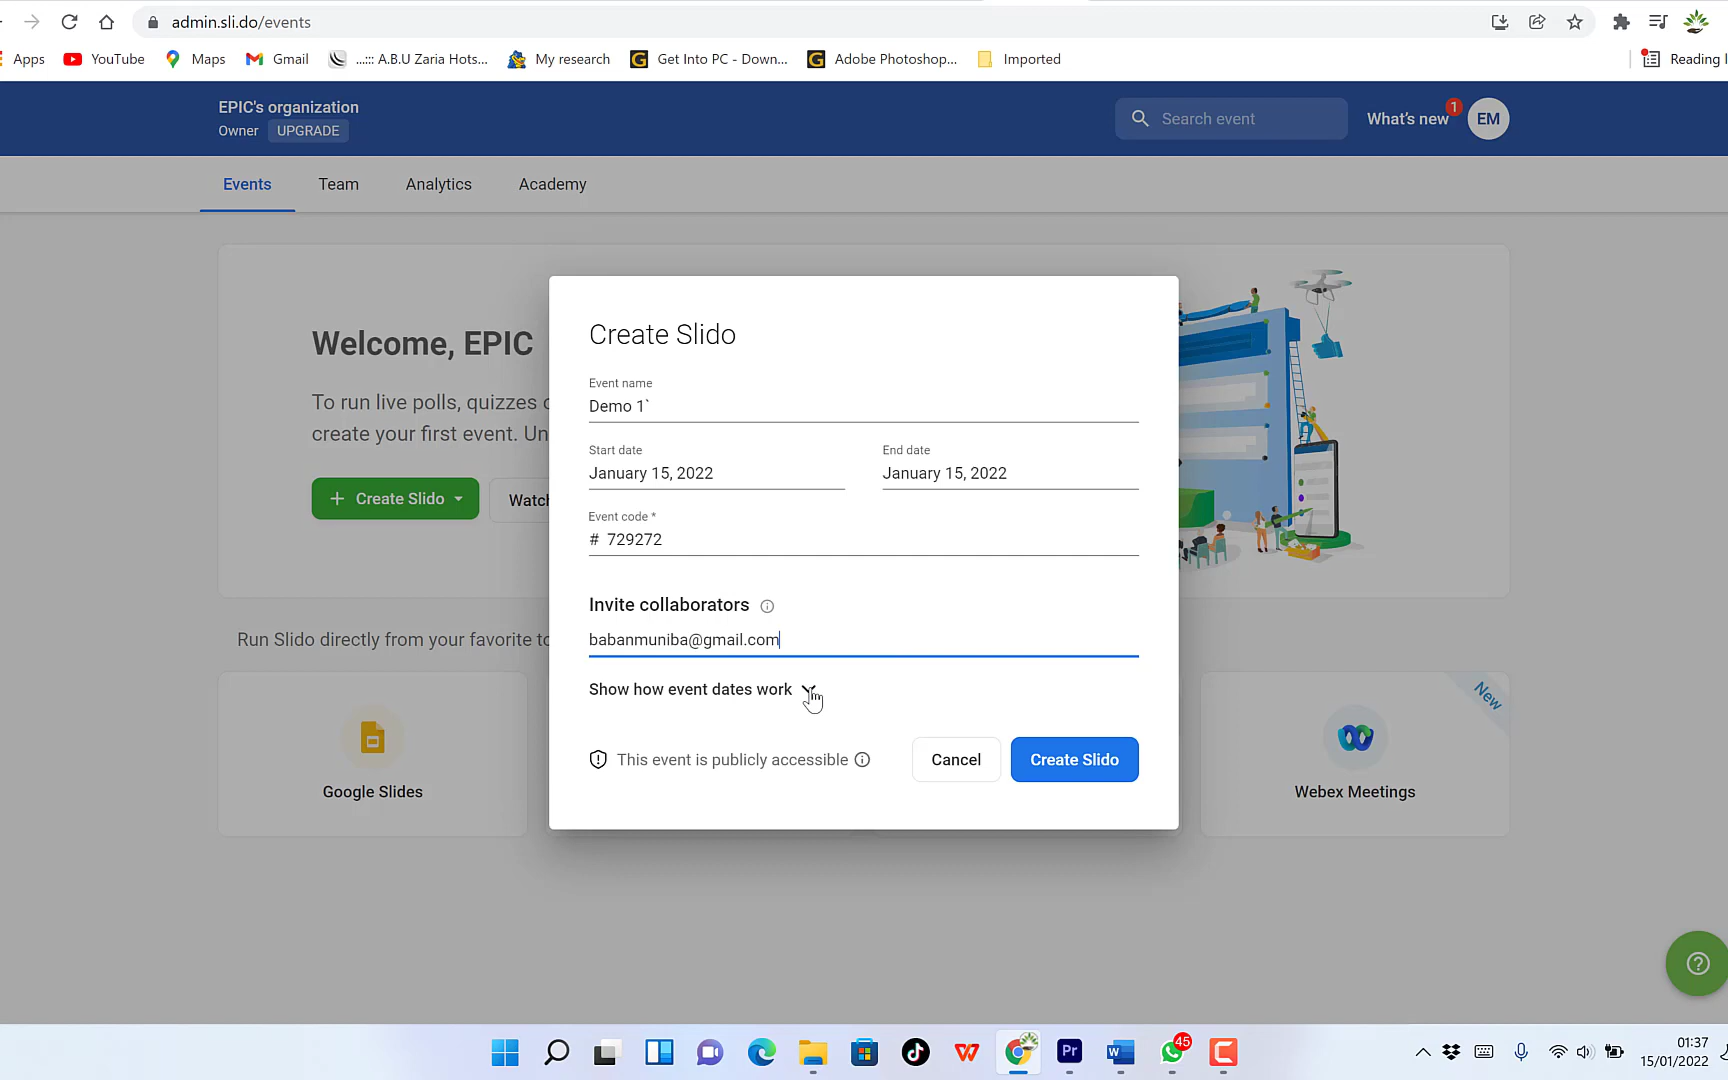 admin.sli.do/events
Apps
YouTube
Maps
Gmail
...::: A.B.U Zaria Hots...
My research
Get Into PC - Down...
Adobe Photoshop...
Imported
Reading
EPIC's organization
Owner UPGRADE
Search event
What's new
1
EM
Events
Team
Analytics
Academy
Welcome, EPIC
To run live polls, quizzes
create your first event. Un
+ Create Slido
Watch
Run Slido directly from your favorite to
Google Slides
Webex Meetings
New
Create Slido
Event name
Demo 1`
Start date
January 15, 2022
End date
January 15, 2022
Event code *
# 729272
Invite collaborators
babanmuniba@gmail.com
Show how event dates work
This event is publicly accessible
Cancel
Create Slido
Pr
45
01:37
15/01/2022